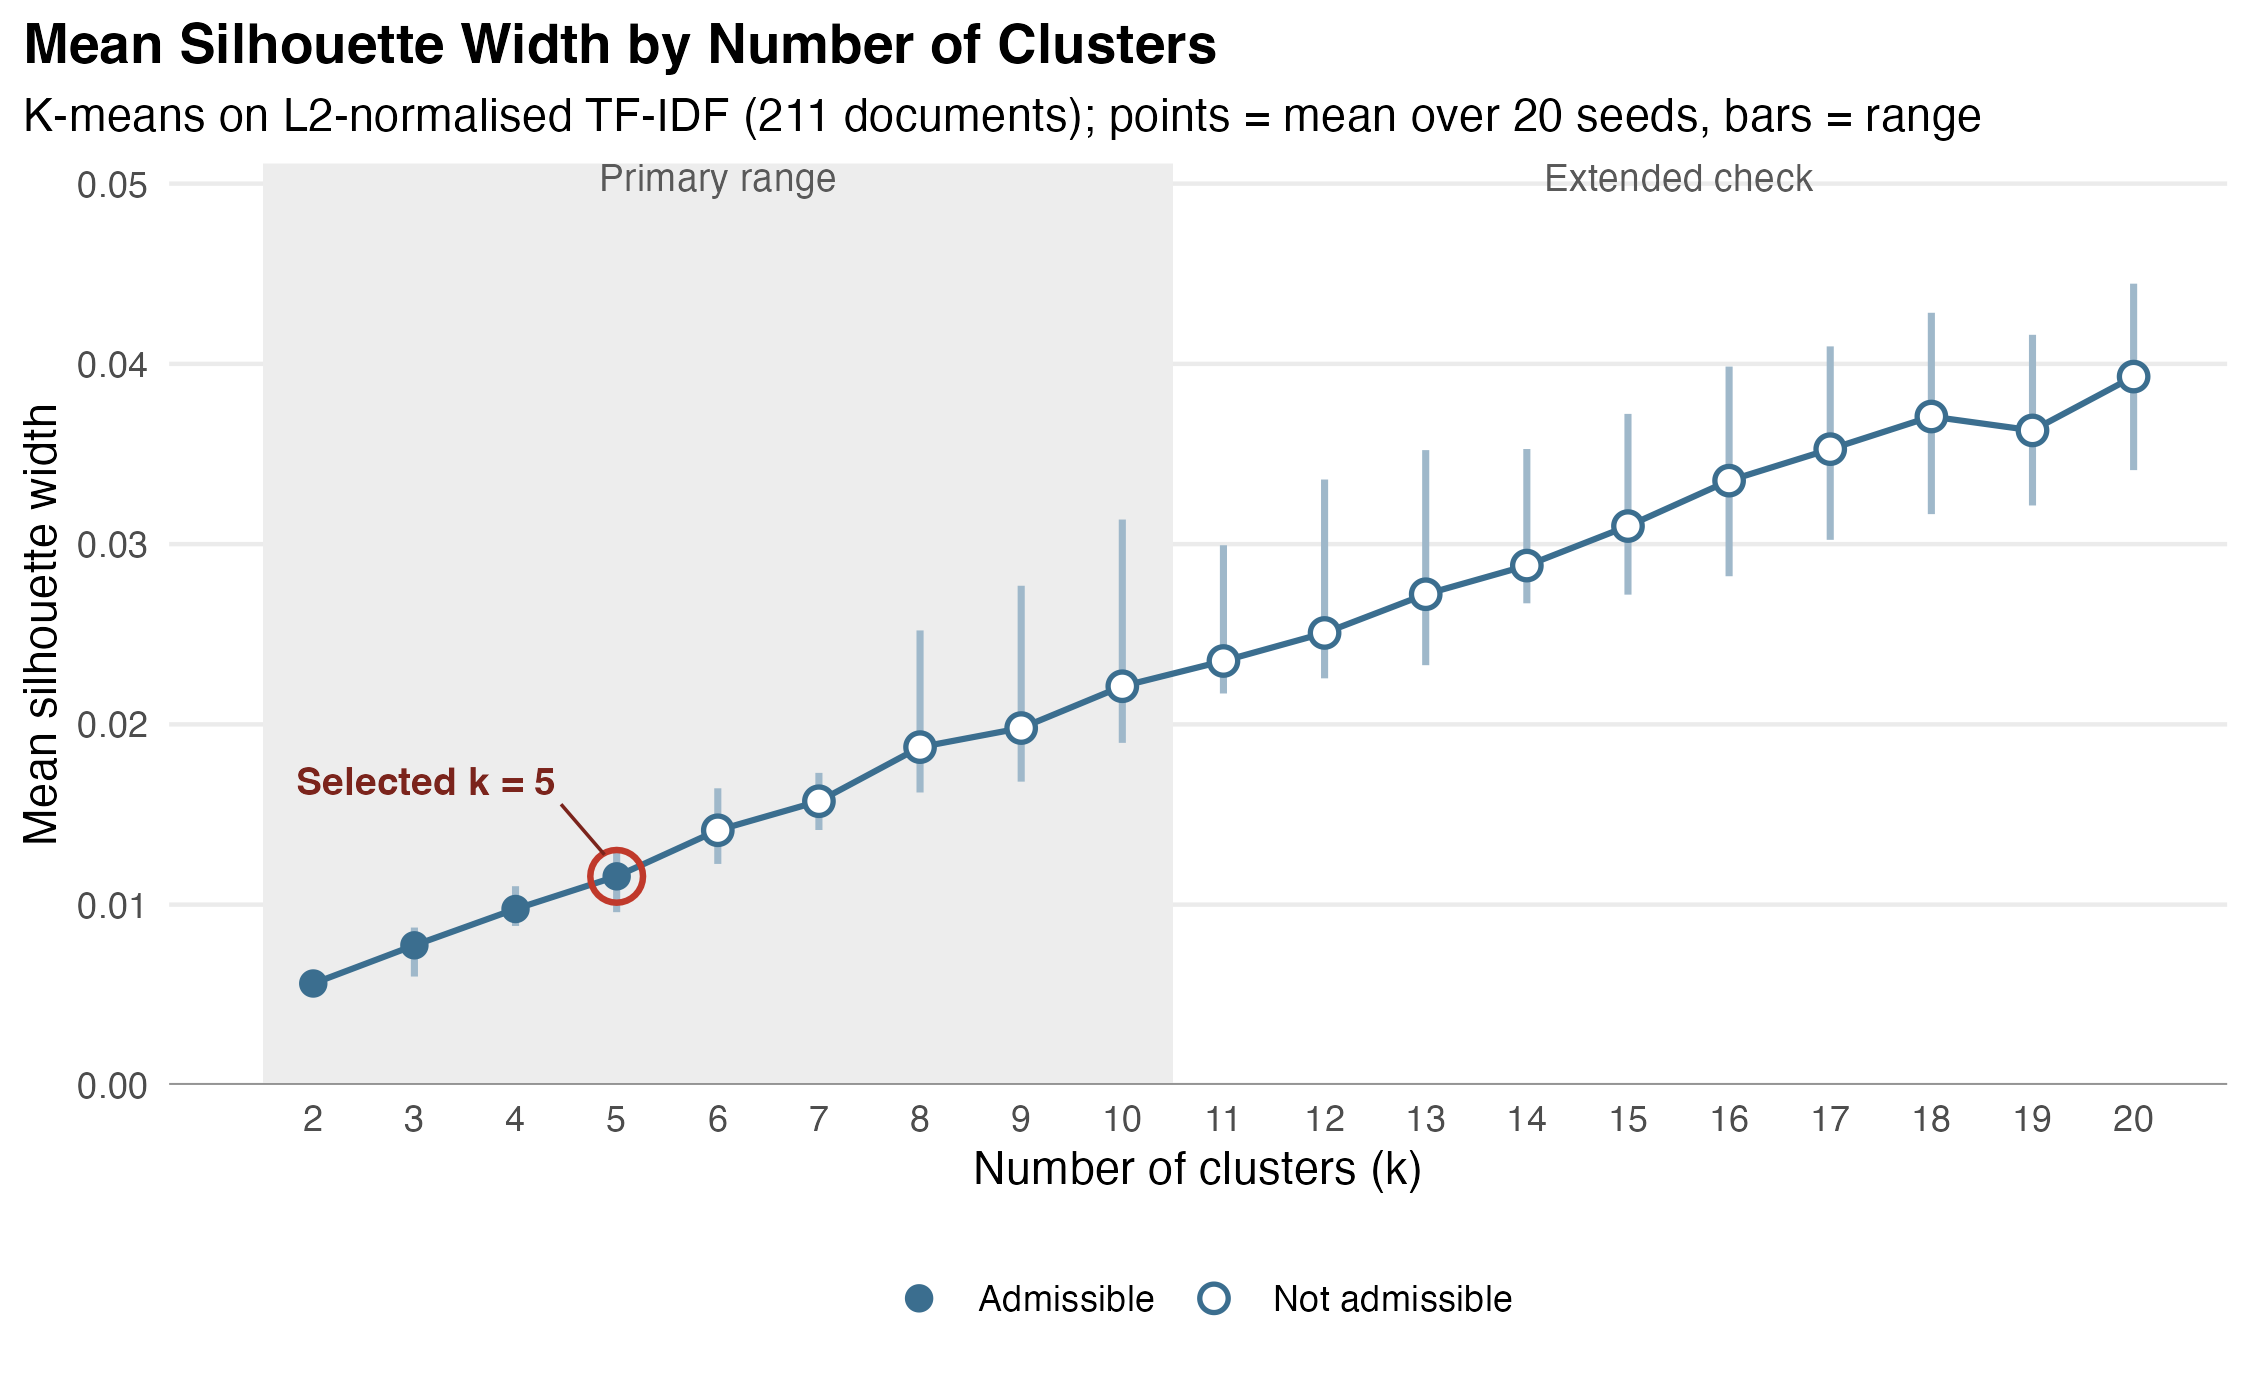 Mean Silhouette Width by Number of Clusters
K-means on L2-normalised TF-IDF (211 documents); points = mean over 20 seeds, bars = range
Primary range
Extended check
0.05
0.04
0.03
0.02
0.01
0.00
Mean silhouette width
Selected k = 5
2 3 4 5 6 7 8 9 10 11 12 13 14 15 16 17 18 19 20
Number of clusters (k)
Admissible
Not admissible